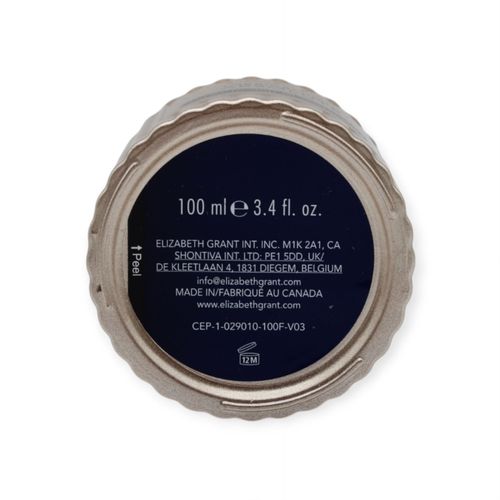 100 ml ℮ 3.4 fl. oz.
ELIZABETH GRANT INT. INC. M1K 2A1, CA
SHONTIVA INT. LTD: PE1 5DD, UK/
DE KLEETLAAN 4, 1831 DIEGEM, BELGIUM
info@elizabethgrant.com
MADE IN/FABRIQUÉ AU CANADA
www.elizabethgrant.com
CEP-1-029010-100F-V03
12M
↑ Peel